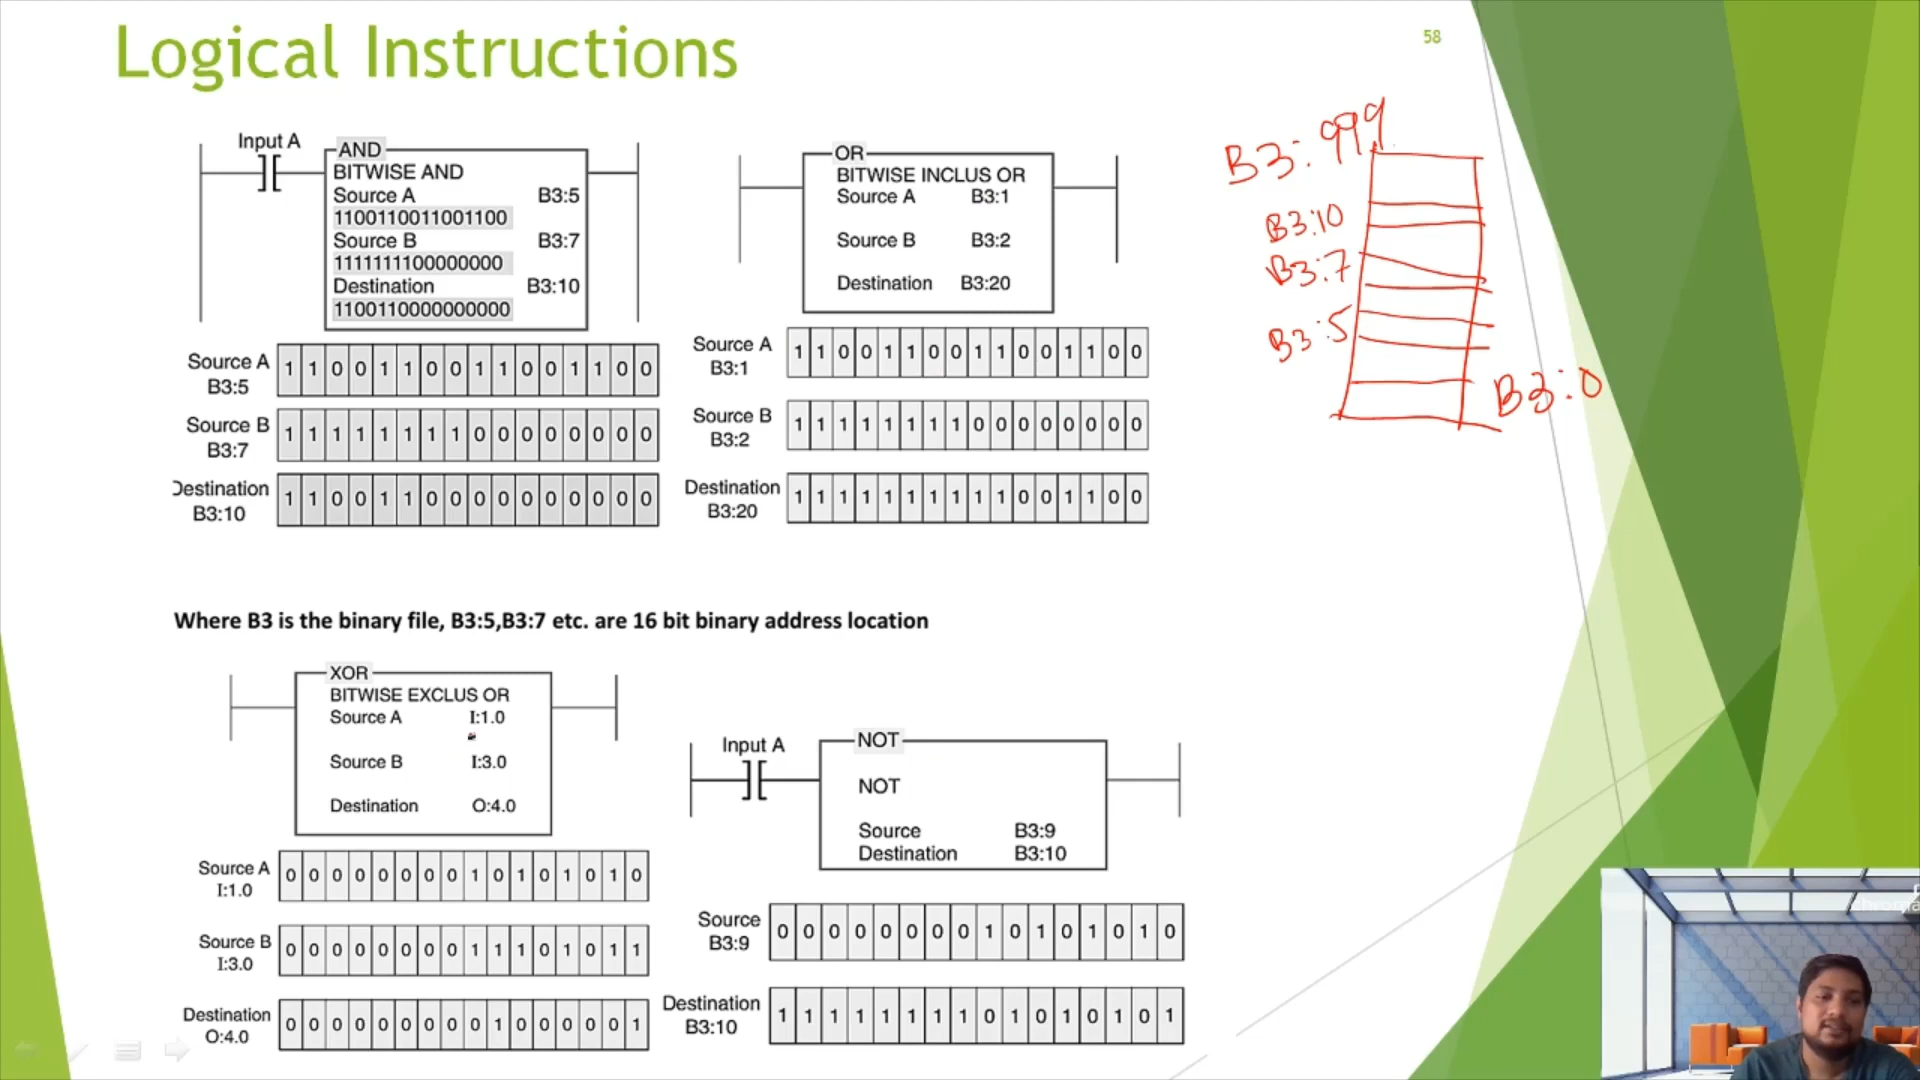 Logical Instructions
58
Input A
AND
BITWISE AND
Source A B3:5
1100110011001100
Source B B3:7
1111111100000000
Destination B3:10
1100110000000000
Source A
B3:5
1 1 0 0 1 1 0 0 1 1 0 0 1 1 0 0
Source B
B3:7
1 1 1 1 1 1 1 1 0 0 0 0 0 0 0 0
Destination
B3:10
1 1 0 0 1 1 0 0 0 0 0 0 0 0 0 0
OR
BITWISE INCLUS OR
Source A B3:1
Source B B3:2
Destination B3:20
Source A
B3:1
1 1 0 0 1 1 0 0 1 1 0 0 1 1 0 0
Source B
B3:2
1 1 1 1 1 1 1 1 0 0 0 0 0 0 0 0
Destination
B3:20
1 1 1 1 1 1 1 1 1 1 0 0 1 1 0 0
B3:999
B3:10
B3:7
B3:5
B3:0
Where B3 is the binary file, B3:5,B3:7 etc. are 16 bit binary address location
XOR
BITWISE EXCLUS OR
Source A I:1.0
Source B I:3.0
Destination O:4.0
Source A
I:1.0
0 0 0 0 0 0 0 0 1 0 1 0 1 0 1 0
Source B
I:3.0
0 0 0 0 0 0 0 0 1 1 1 0 1 0 1 1
Destination
O:4.0
0 0 0 0 0 0 0 0 0 1 0 0 0 0 0 1
Input A
NOT
NOT
Source B3:9
Destination B3:10
Source
B3:9
0 0 0 0 0 0 0 0 1 0 1 0 1 0 1 0
Destination
B3:10
1 1 1 1 1 1 1 1 0 1 0 1 0 1 0 1